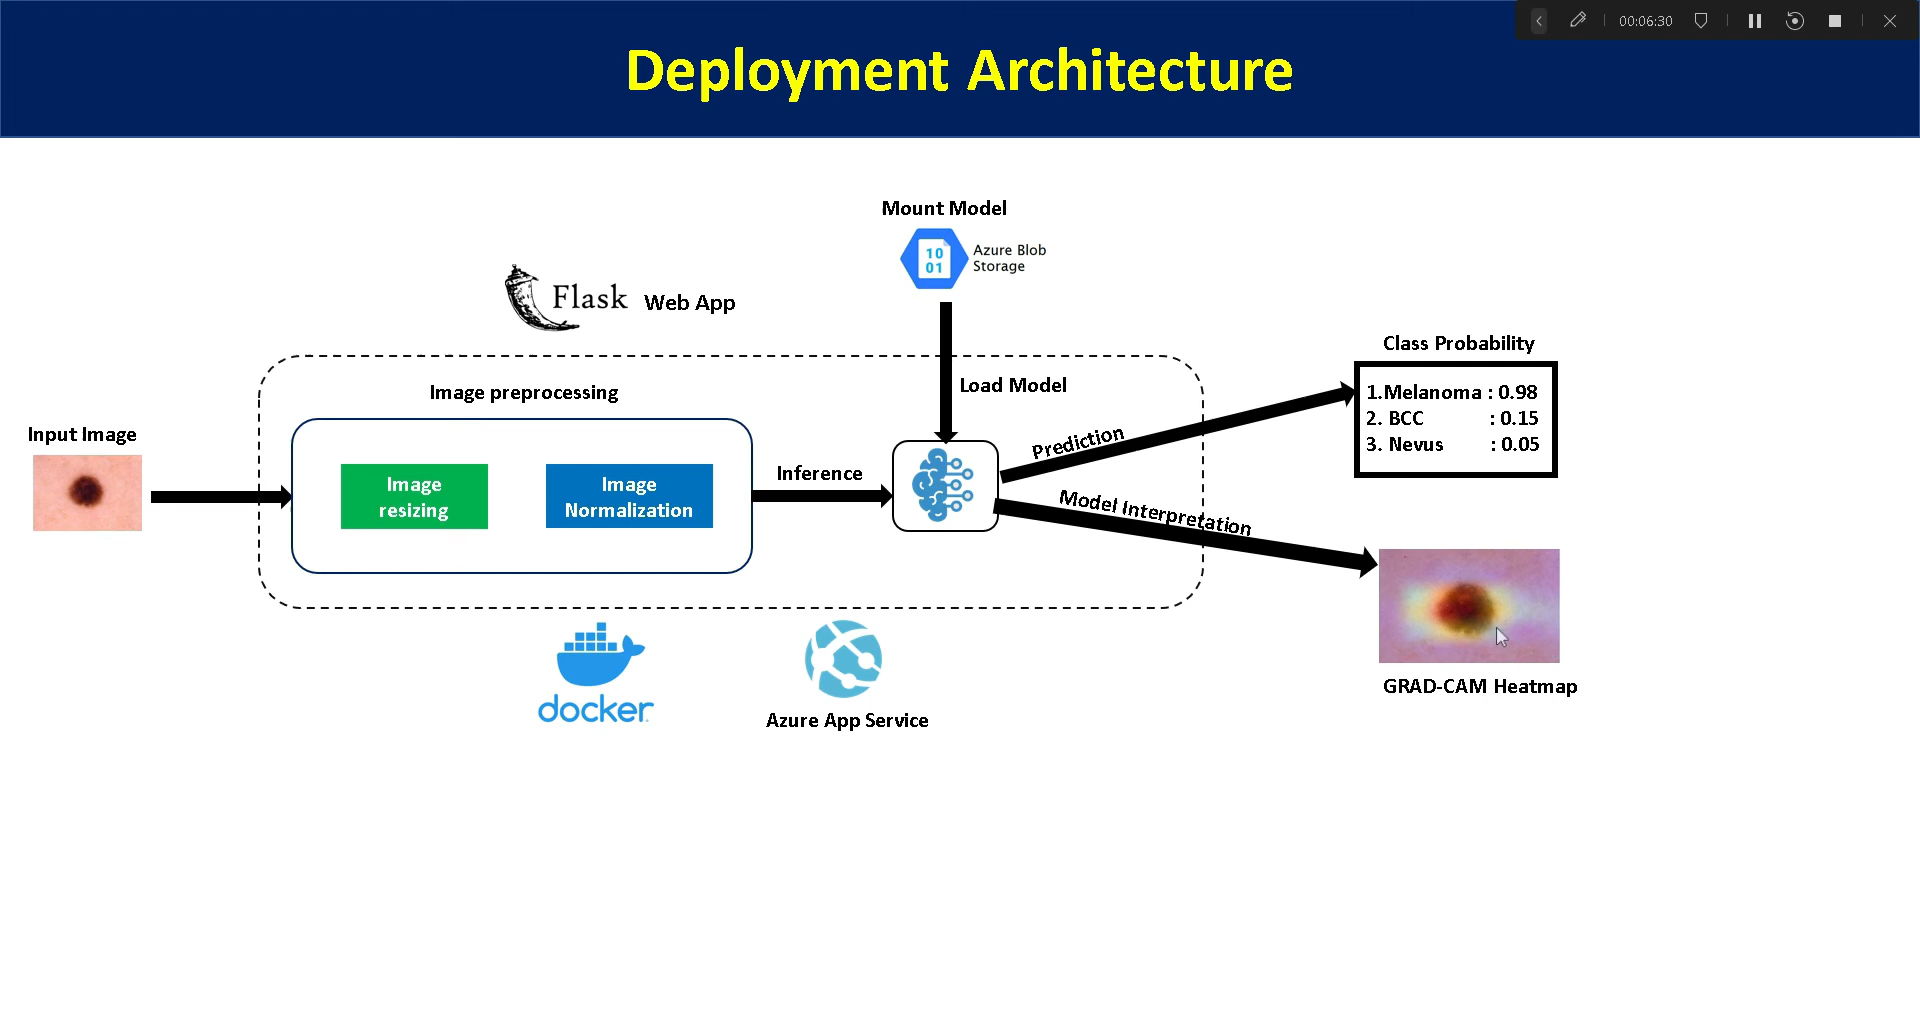 00:06:30
Deployment Architecture
Mount Model
10
01
Azure Blob
Storage
Flask
Web App
Load Model
Image preprocessing
Input Image
Image
resizing
Image
Normalization
Inference
Prediction
Model Interpretation
Class Probability
1.Melanoma : 0.98
2. BCC : 0.15
3. Nevus : 0.05
GRAD-CAM Heatmap
docker
Azure App Service